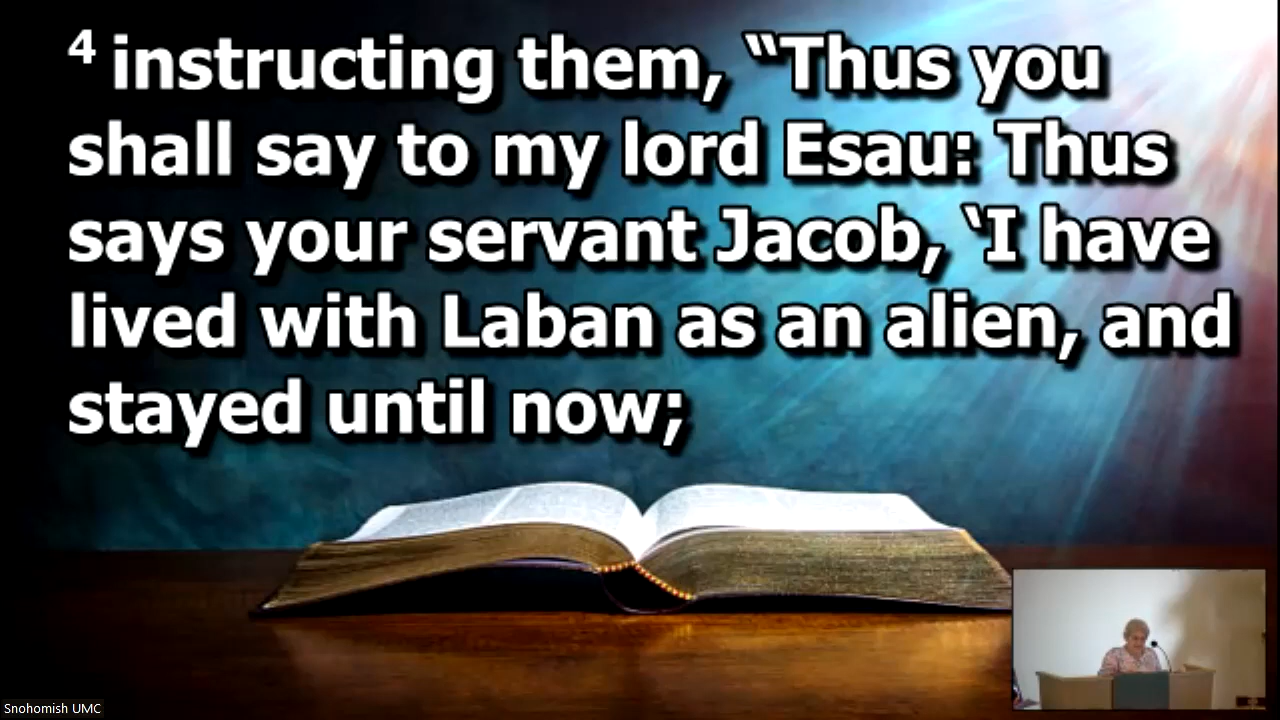 4 instructing them, “Thus you
shall say to my lord Esau: Thus
says your servant Jacob, ‘I have
lived with Laban as an alien, and
stayed until now;
Snohomish UMC